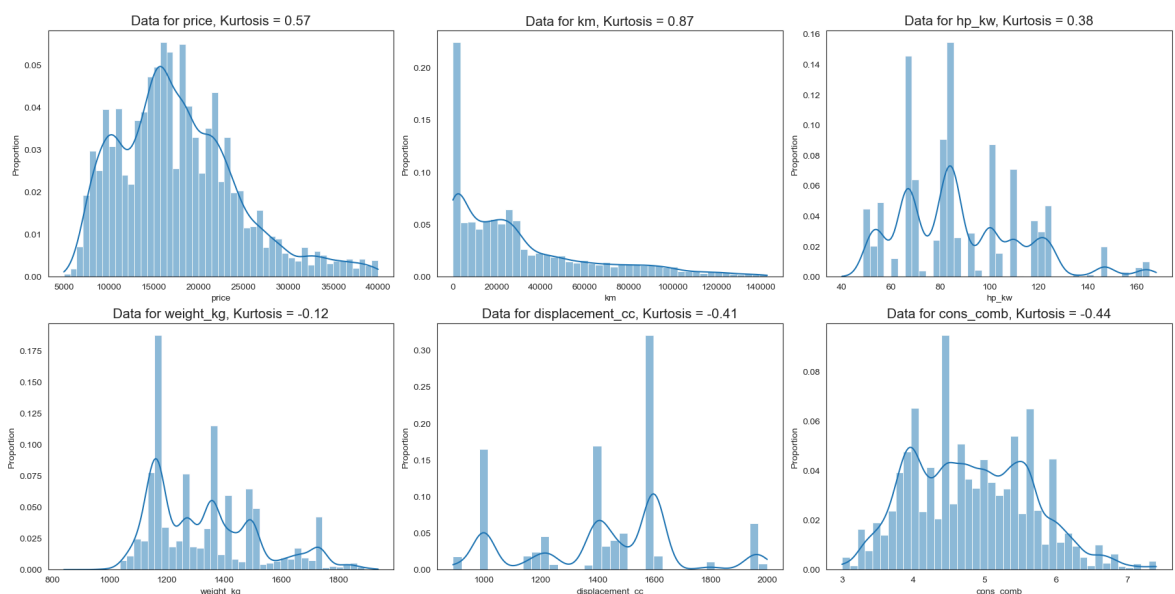 Data for price, Kurtosis = 0.57
Proportion
0.05
0.04
0.03
0.02
0.01
0.00
5000 10000 15000 20000 25000 30000 35000 40000
price
Data for km, Kurtosis = 0.87
Proportion
0.20
0.15
0.10
0.05
0.00
0 20000 40000 60000 80000 100000 120000 140000
km
Data for hp_kw, Kurtosis = 0.38
Proportion
0.16
0.14
0.12
0.10
0.08
0.06
0.04
0.02
0.00
40 60 80 100 120 140 160
hp_kw
Data for weight_kg, Kurtosis = -0.12
Proportion
0.175
0.150
0.125
0.100
0.075
0.050
0.025
0.000
800 1000 1200 1400 1600 1800
weight_kg
Data for displacement_cc, Kurtosis = -0.41
Proportion
0.30
0.25
0.20
0.15
0.10
0.05
0.00
1000 1200 1400 1600 1800 2000
displacement_cc
Data for cons_comb, Kurtosis = -0.44
Proportion
0.08
0.06
0.04
0.02
0.00
3 4 5 6 7
cons_comb